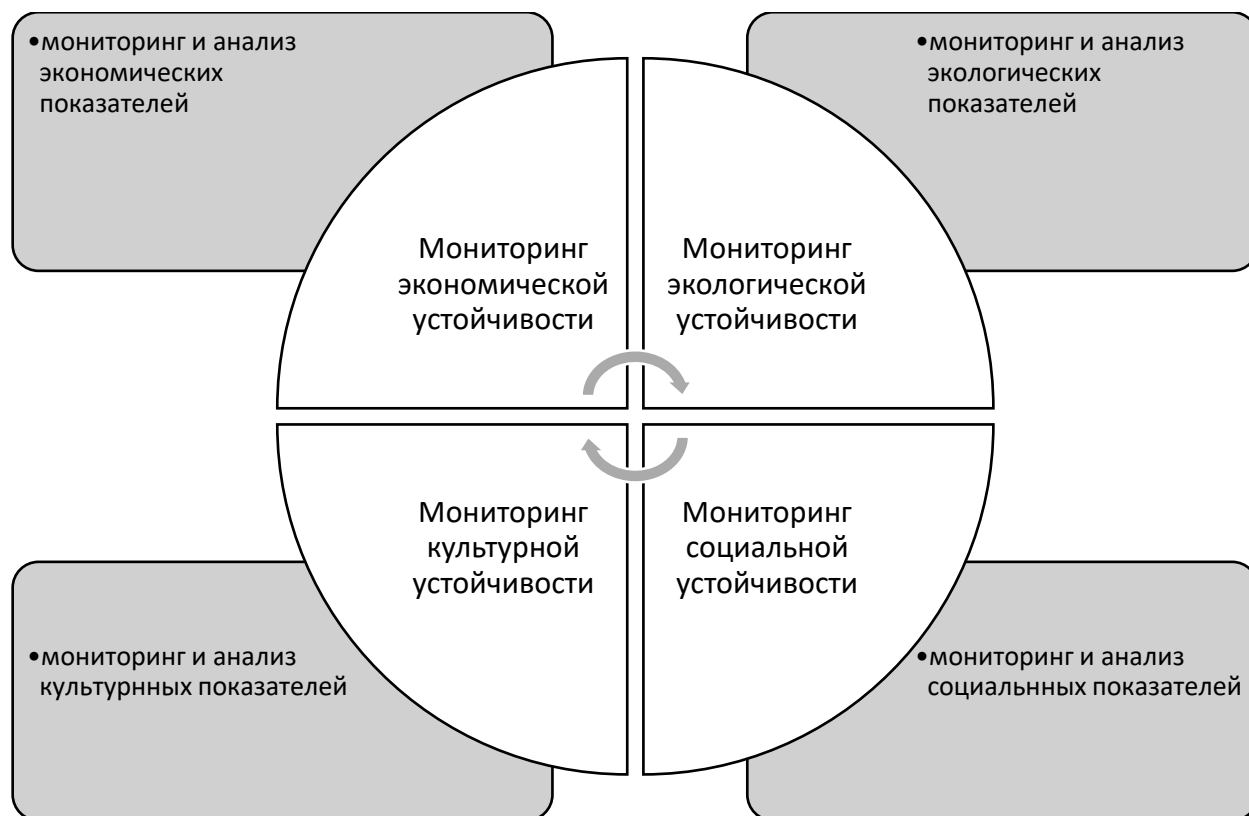 •мониторинг и анализ
экономических
показателей
•мониторинг и анализ
экологических
показателей
Мониторинг
экономической
устойчивости
Мониторинг
экологической
устойчивости
Мониторинг
культурной
устойчивости
Мониторинг
социальной
устойчивости
•мониторинг и анализ
культурнных показателей
•мониторинг и анализ
социальнных показателей